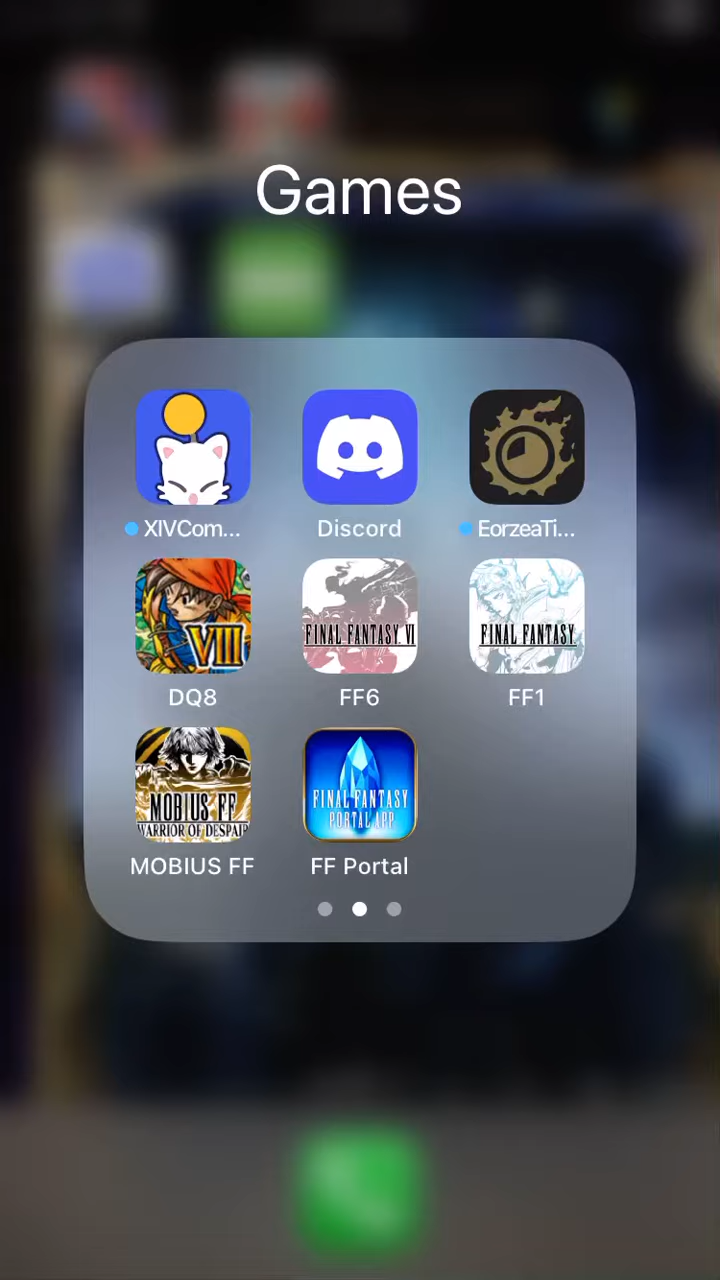 Games
XIVCom...
Discord
EorzeaTi...
VIII
FINAL FANTASY VI
FINAL FANTASY
DQ8
FF6
FF1
MOBIUS FF
WARRIOR OF DESPAIR
FINAL FANTASY
PORTAL APP
MOBIUS FF
FF Portal